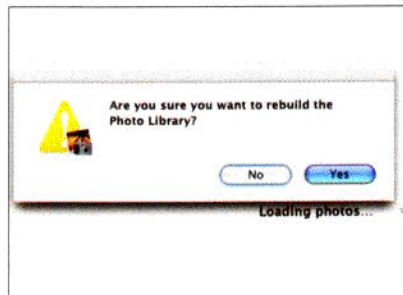 Are you sure you want to rebuild the
Photo Library?
No
Yes
Loading photos...